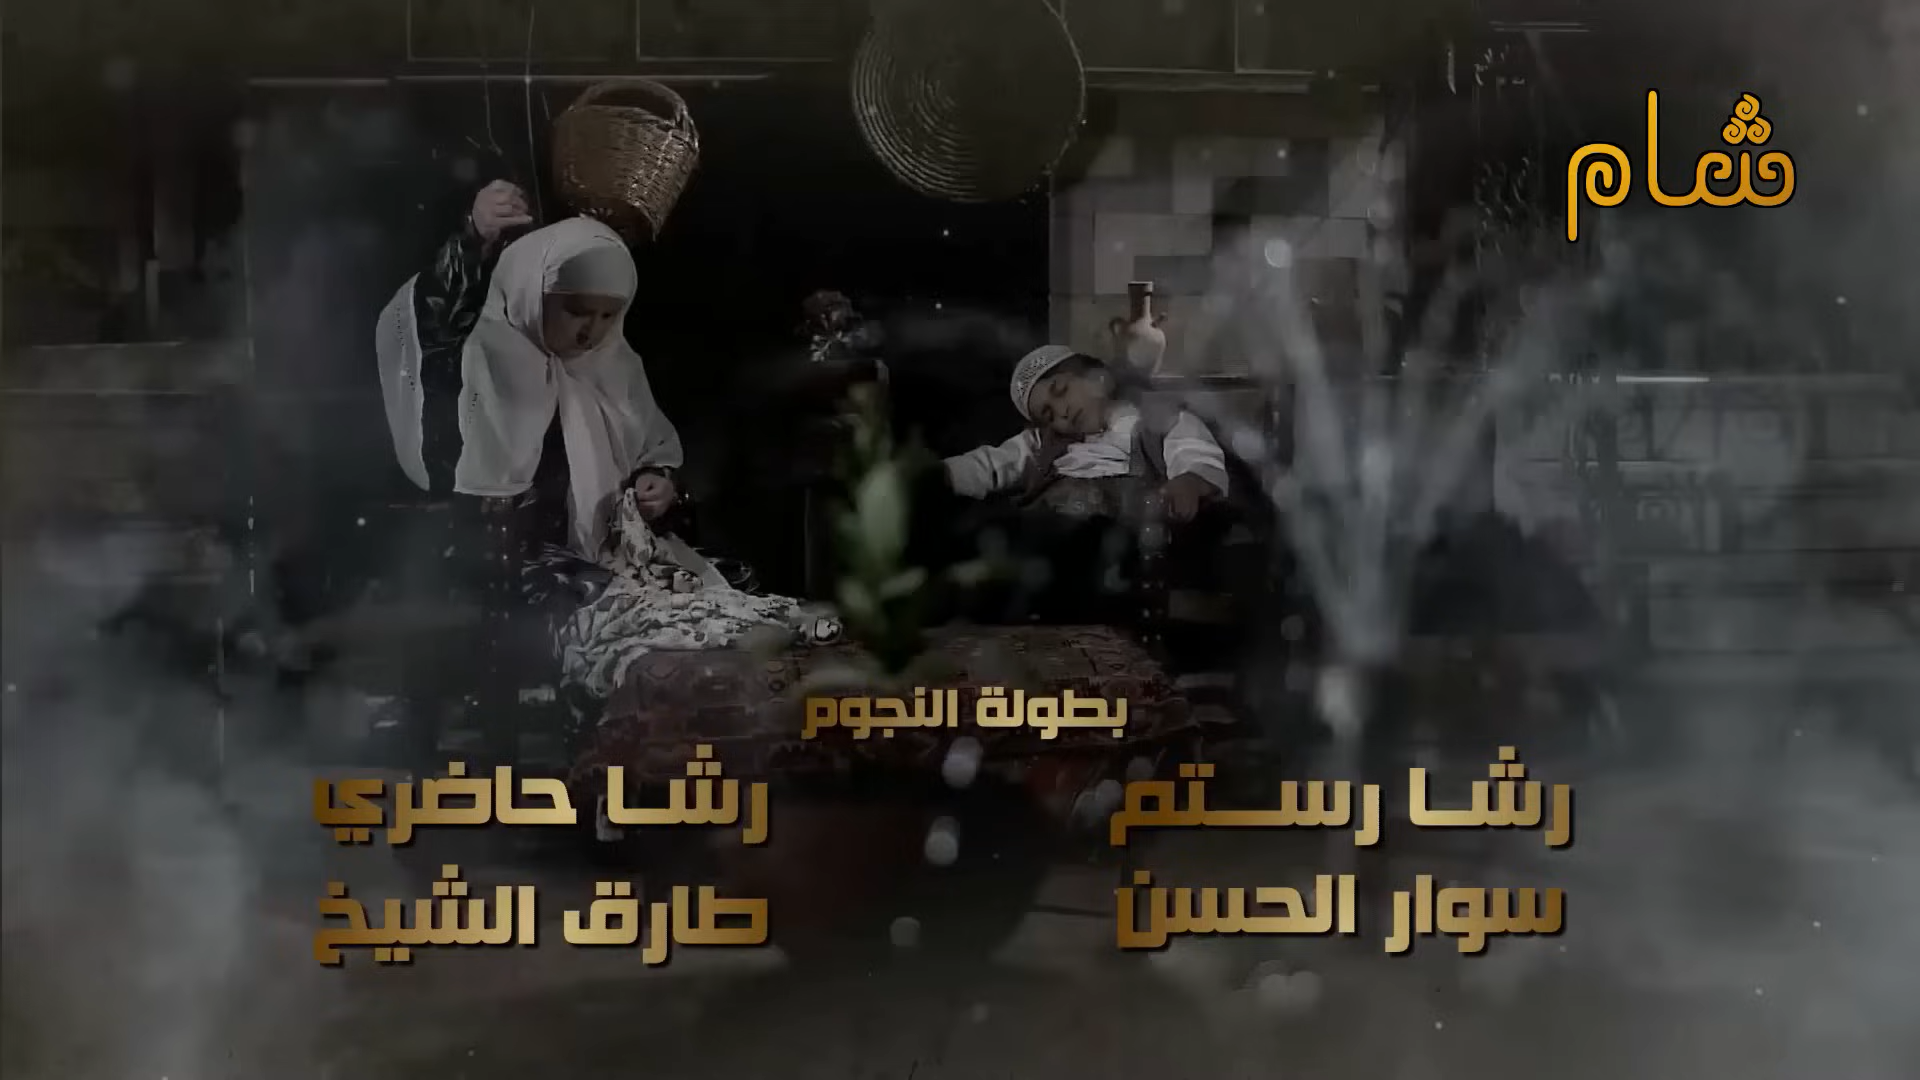 شام
بطولة النجوم
رشا رستم
رشا حاضري
سوار الحسن
طارق الشيخ